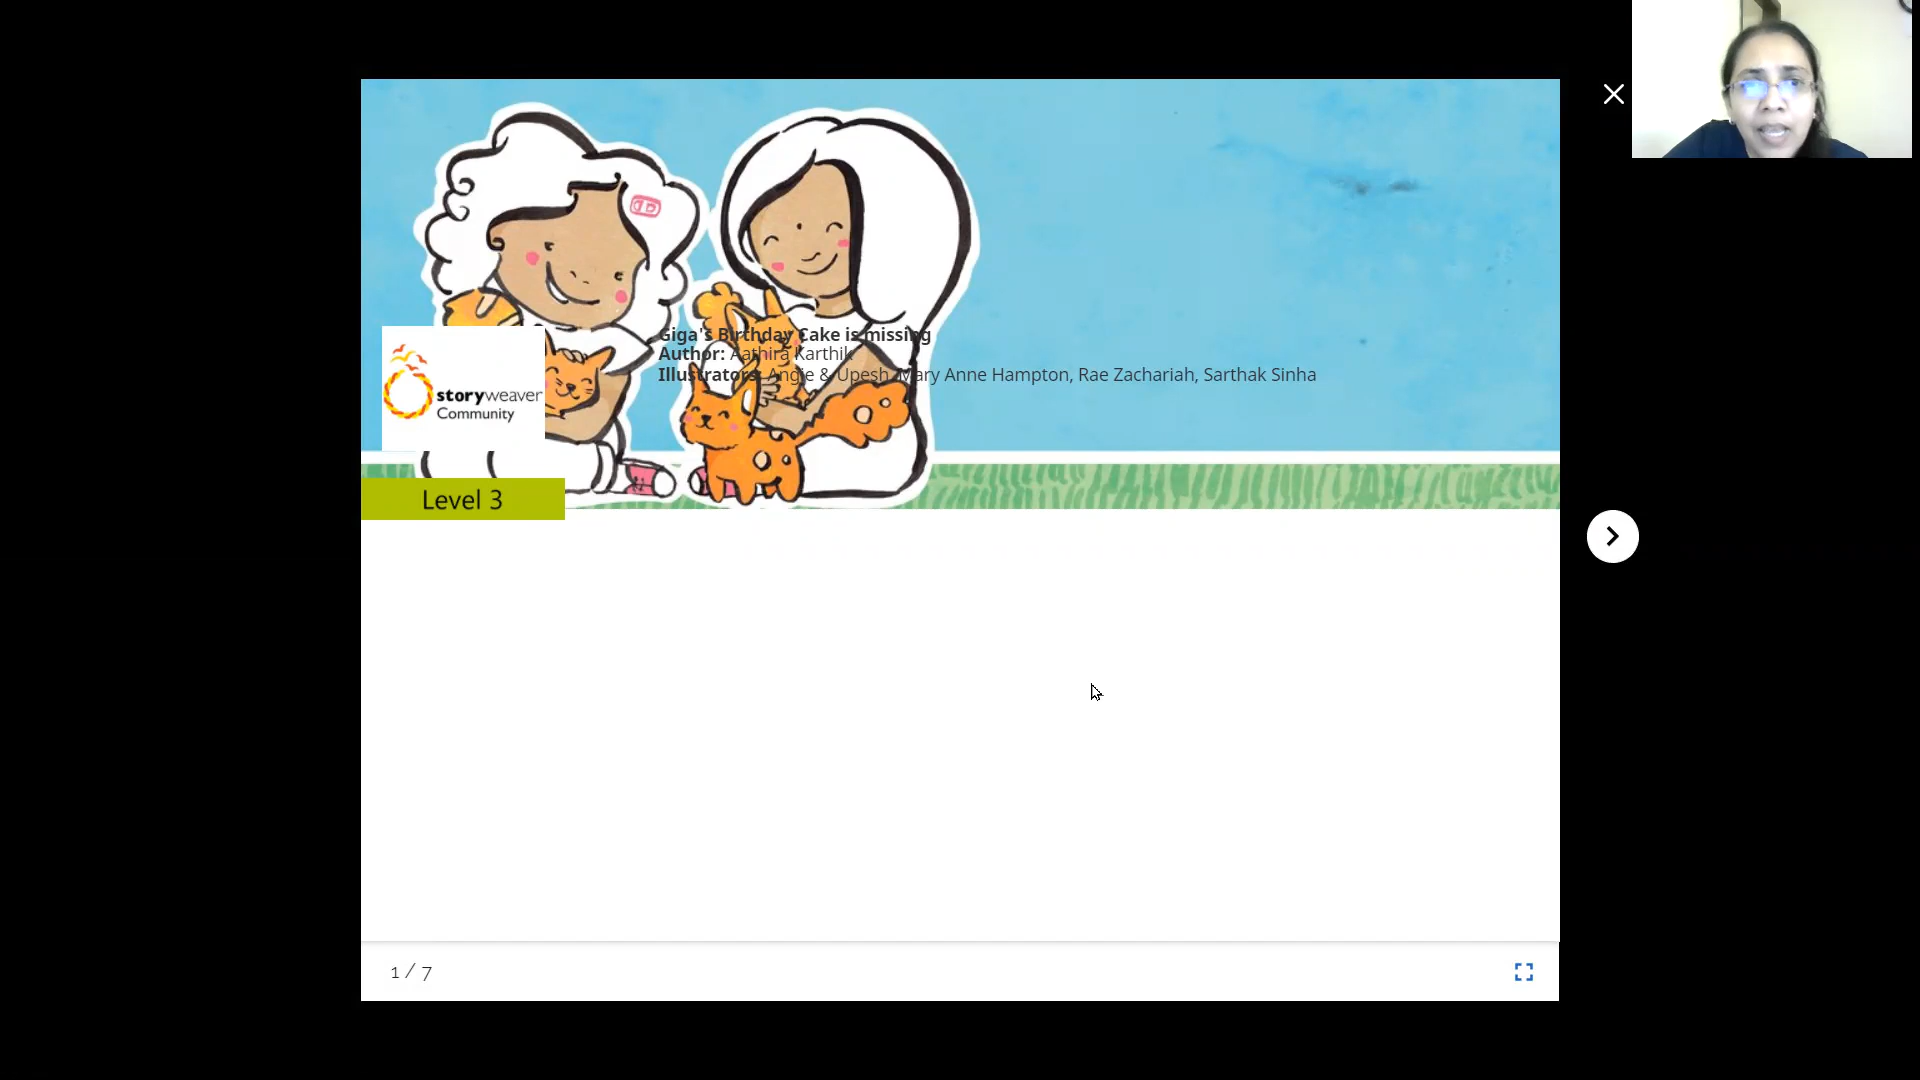 Giga's Birthday Cake is missing
Author: Aathira Karthik
Illustrators: Angie & Upesh, Mary Anne Hampton, Rae Zachariah, Sarthak Sinha
storyweaver
Community
Level 3
1 / 7